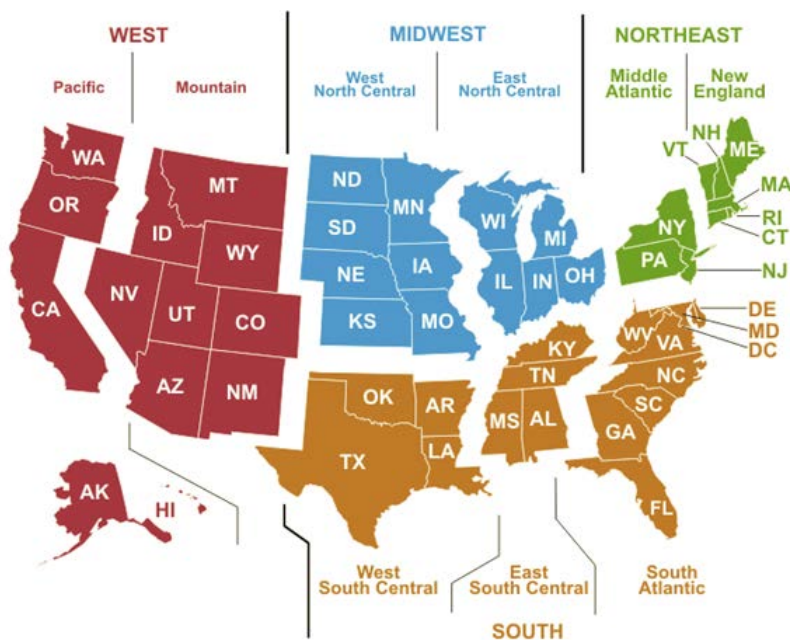 WEST
MIDWEST
NORTHEAST
Pacific
Mountain
West
North Central
East
North Central
Middle
Atlantic
New
England
WA
OR
CA
NV
ID
MT
WY
UT
CO
AZ
NM
AK
HI
ND
SD
NE
KS
MN
IA
MO
WI
IL
MI
IN
OH
VT
NH
ME
MA
RI
CT
NY
PA
NJ
DE
MD
DC
WV
VA
NC
SC
GA
FL
KY
TN
MS
AL
OK
AR
TX
LA
West
South Central
East
South Central
South
Atlantic
SOUTH